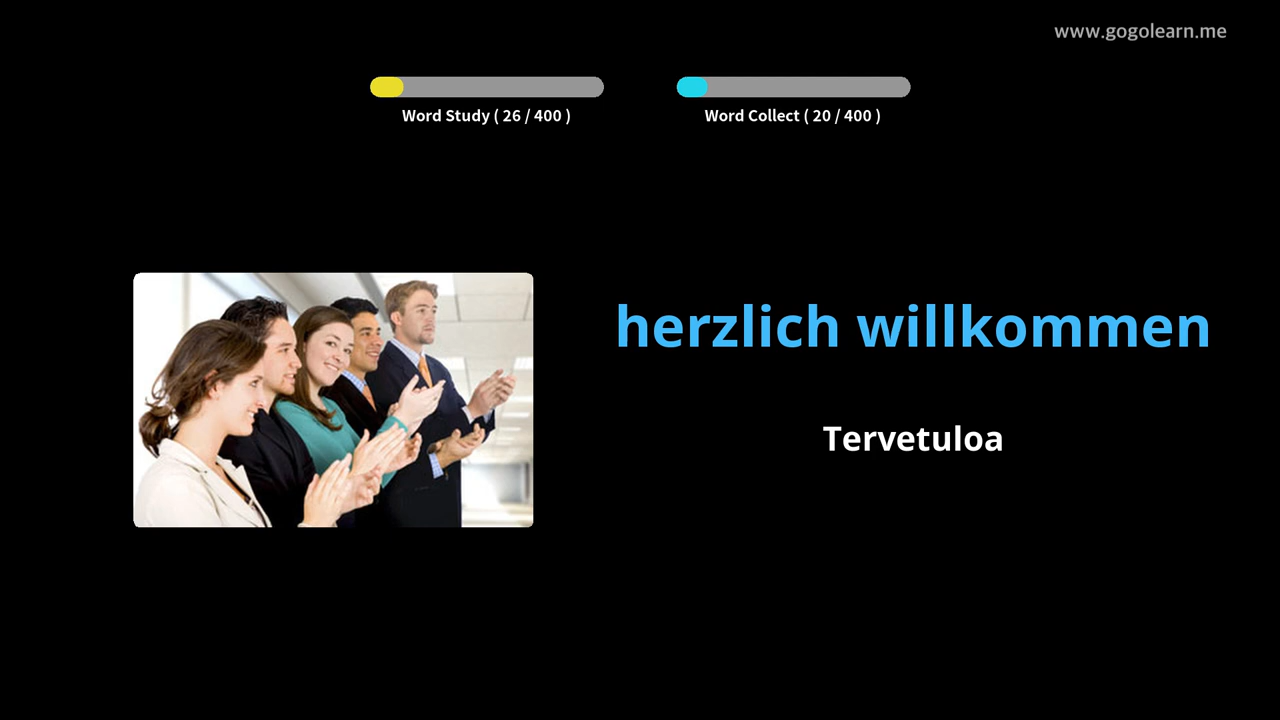 www.gogolearn.me
Word Study ( 26 / 400 )
Word Collect ( 20 / 400 )
herzlich willkommen
Tervetuloa